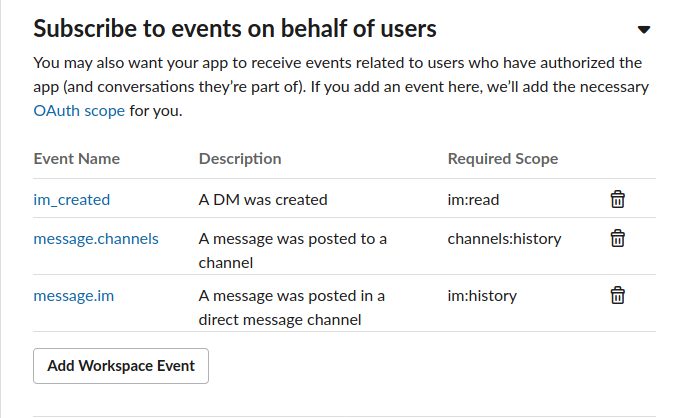 Subscribe to events on behalf of users
You may also want your app to receive events related to users who have authorized the
app (and conversations they’re part of). If you add an event here, we’ll add the necessary
OAuth scope for you.
Event Name Description Required Scope
im_created A DM was created im:read
message.channels A message was posted to a channels:history
channel
message.im A message was posted in a im:history
direct message channel
Add Workspace Event